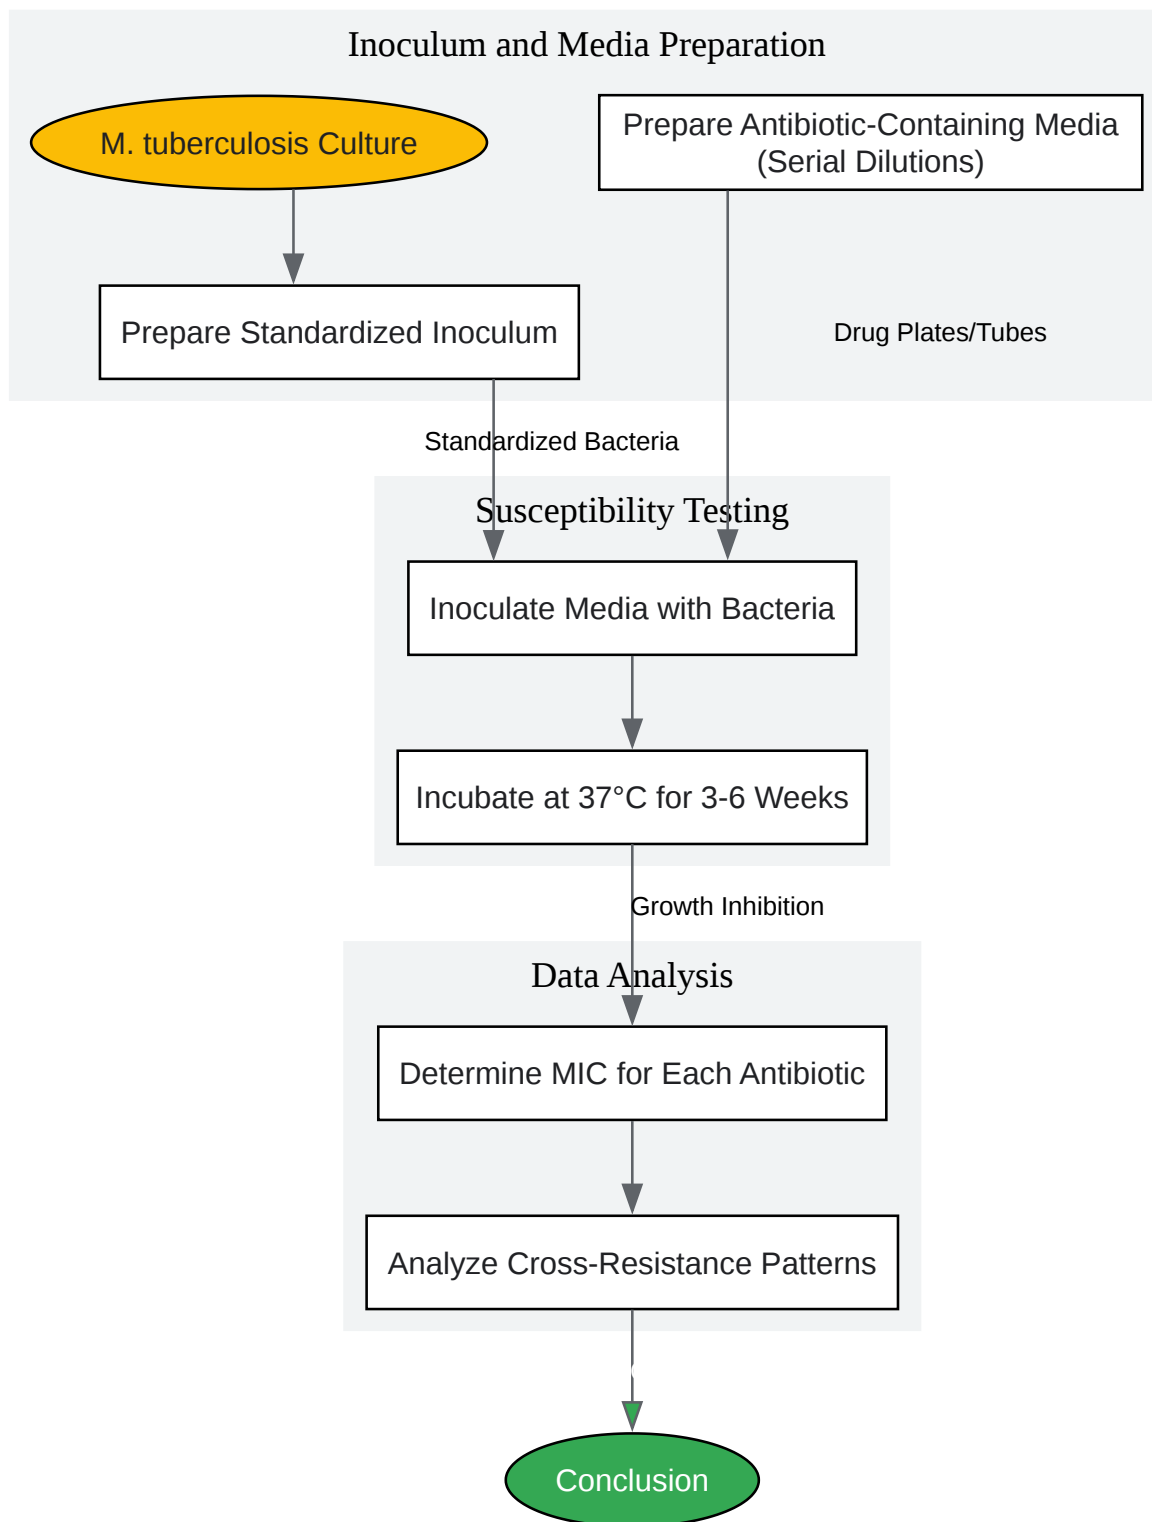 Inoculum and Media Preparation
M. tuberculosis Culture
Prepare Antibiotic-Containing Media
(Serial Dilutions)
Prepare Standardized Inoculum
Drug Plates/Tubes
Standardized Bacteria
Susceptibility Testing
Inoculate Media with Bacteria
Incubate at 37°C for 3-6 Weeks
Growth Inhibition
Data Analysis
Determine MIC for Each Antibiotic
Analyze Cross-Resistance Patterns
Conclusion